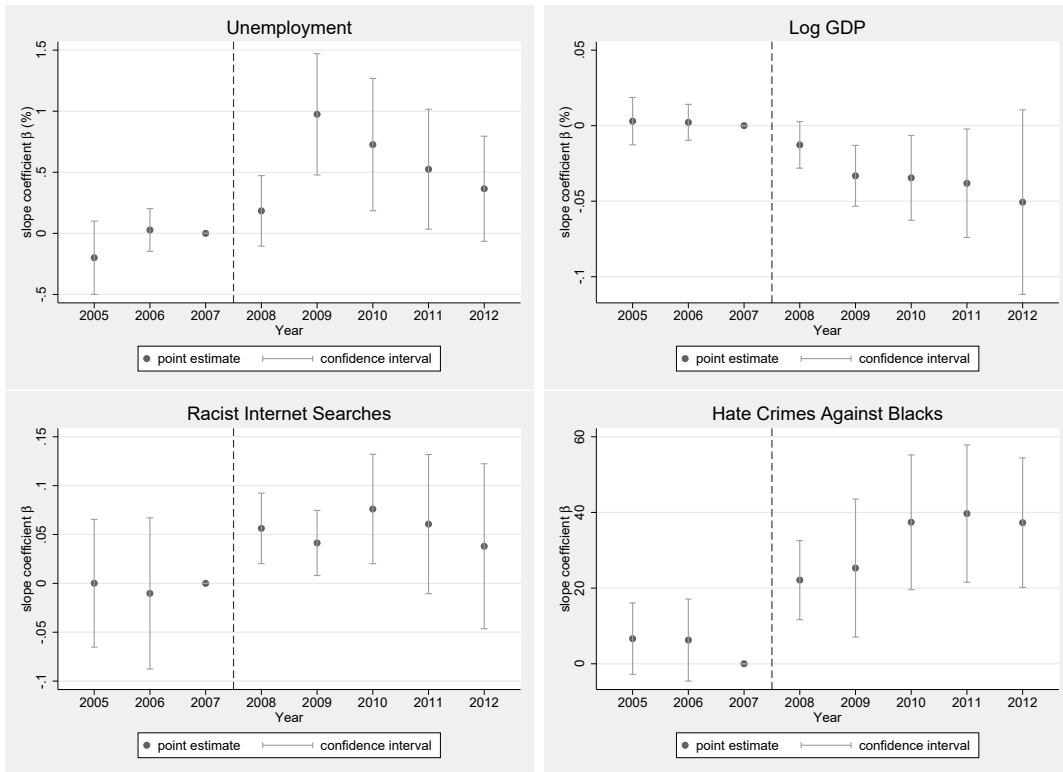 Unemployment
slope coefficient β (%)
1.5
1
.5
0
-.5
2005 2006 2007 2008 2009 2010 2011 2012
Year
point estimate confidence interval
Log GDP
slope coefficient β (%)
.05
0
-.05
-.1
2005 2006 2007 2008 2009 2010 2011 2012
Year
point estimate confidence interval
Racist Internet Searches
slope coefficient β
.15
.1
.05
0
-.05
-.1
2005 2006 2007 2008 2009 2010 2011 2012
Year
point estimate confidence interval
Hate Crimes Against Blacks
slope coefficient β
60
40
20
0
2005 2006 2007 2008 2009 2010 2011 2012
Year
point estimate confidence interval